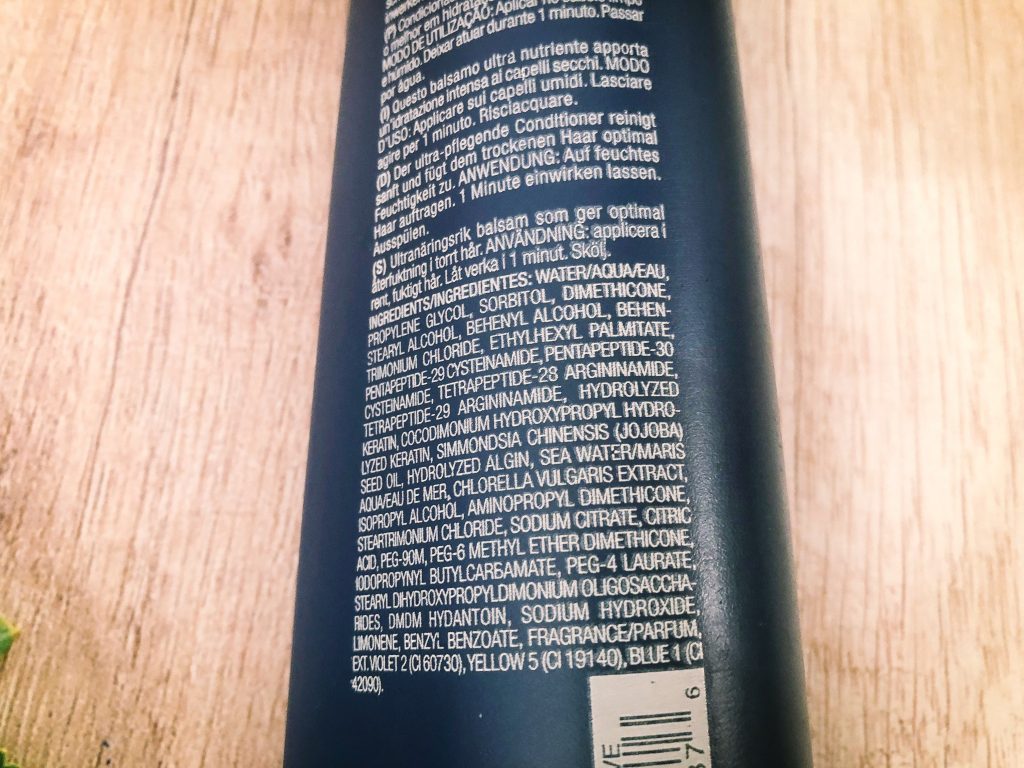 (P) Condicionador
o melhor em hidratação
MODO DE UTILIZAÇÃO: Aplicar no cabelo limpo
e húmido. Deixar atuar durante 1 minuto. Passar
por água.
(I) Questo balsamo ultra nutriente apporta
un'idratazione intensa ai capelli secchi. MODO
D'USO: Applicare sui capelli umidi. Lasciare
agire per 1 minuto. Risciacquare.
(D) Der ultra-pflegende Conditioner reinigt
sanft und fügt dem trockenen Haar optimal
Feuchtigkeit zu. ANWENDUNG: Auf feuchtes
Haar auftragen. 1 Minute einwirken lassen.
Ausspülen.
(S) Ultranäringsrik balsam som ger optimal
återfuktning i torrt hår. ANVÄNDNING: applicera i
rent, fuktigt hår. Låt verka i 1 minut. Skölj.
INGREDIENTS/INGREDIENTES: WATER/AQUA/EAU,
PROPYLENE GLYCOL, SORBITOL, DIMETHICONE,
STEARYL ALCOHOL, BEHENYL ALCOHOL, BEHEN-
TRIMONIUM CHLORIDE, ETHYLHEXYL PALMITATE,
PENTAPEPTIDE-29 CYSTEINAMIDE, PENTAPEPTIDE-30
CYSTEINAMIDE, TETRAPEPTIDE-28 ARGININAMIDE,
TETRAPEPTIDE-29 ARGININAMIDE, HYDROLYZED
KERATIN, COCODIMONIUM HYDROXYPROPYL HYDRO-
LYZED KERATIN, SIMMONDSIA CHINENSIS (JOJOBA)
SEED OIL, HYDROLYZED ALGIN, SEA WATER/MARIS
AQUA/EAU DE MER, CHLORELLA VULGARIS EXTRACT,
ISOPROPYL ALCOHOL, AMINOPROPYL DIMETHICONE,
STEARTRIMONIUM CHLORIDE, SODIUM CITRATE, CITRIC
ACID, PEG-90M, PEG-6 METHYL ETHER DIMETHICONE,
IODOPROPYNYL BUTYLCARBAMATE, PEG-4 LAURATE,
STEARYL DIHYDROXYPROPYLDIMONIUM OLIGOSACCHA-
RIDES, DMDM HYDANTOIN, SODIUM HYDROXIDE,
LIMONENE, BENZYL BENZOATE, FRAGRANCE/PARFUM,
EXT. VIOLET 2 (CI 60730), YELLOW 5 (CI 19140), BLUE 1 (CI
42090).